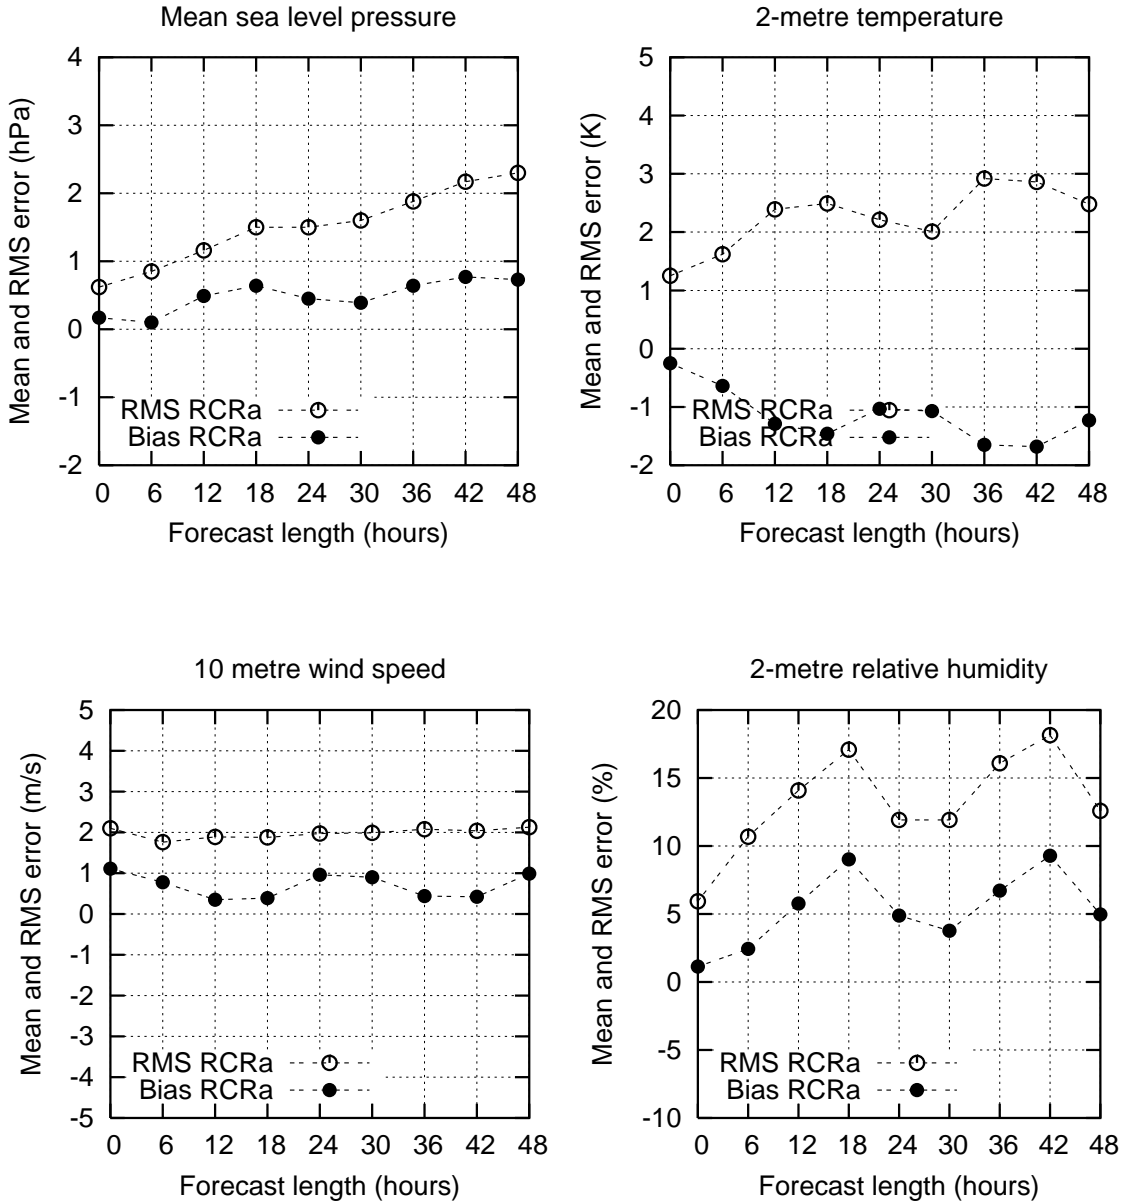 Mean sea level pressure
4
3
2
1
0
-1
-2
Mean and RMS error (hPa)
RMS RCRa
Bias RCRa
0 6 12 18 24 30 36 42 48
Forecast length (hours)
2-metre temperature
5
4
3
2
1
0
-1
-2
Mean and RMS error (K)
RMS RCRa
Bias RCRa
0 6 12 18 24 30 36 42 48
Forecast length (hours)
10 metre wind speed
5
4
3
2
1
0
-1
-2
-3
-4
-5
Mean and RMS error (m/s)
RMS RCRa
Bias RCRa
0 6 12 18 24 30 36 42 48
Forecast length (hours)
2-metre relative humidity
20
15
10
5
0
-5
-10
Mean and RMS error (%)
RMS RCRa
Bias RCRa
0 6 12 18 24 30 36 42 48
Forecast length (hours)